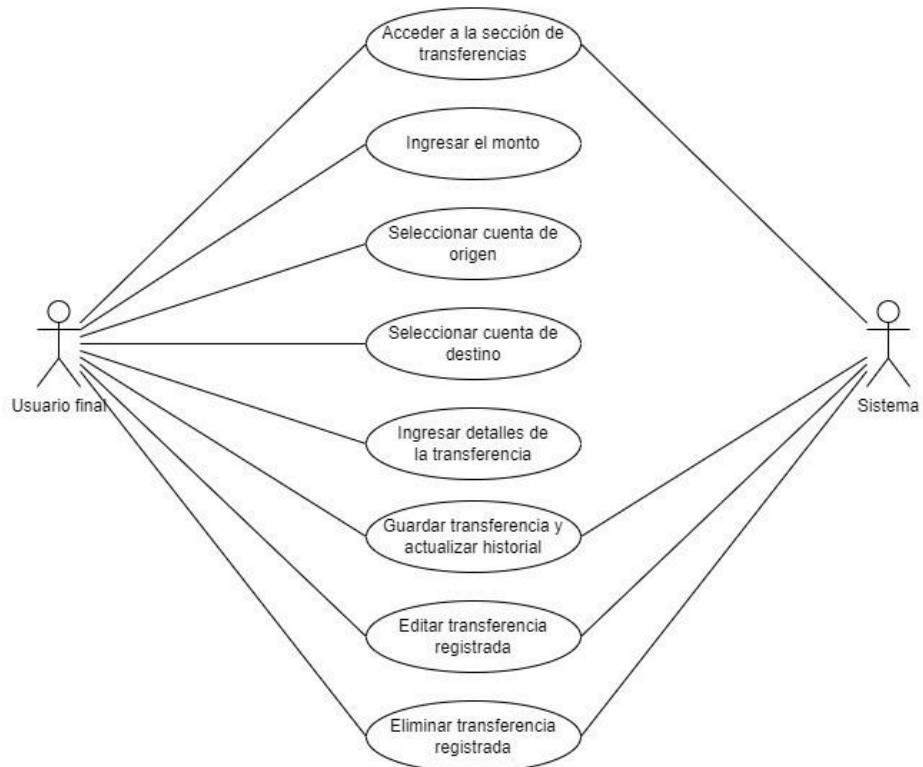 Acceder a la sección de
transferencias
Ingresar el monto
Seleccionar cuenta de
origen
Seleccionar cuenta de
destino
Usuario final
Sistema
Ingresar detalles de
la transferencia
Guardar transferencia y
actualizar historial
Editar transferencia
registrada
Eliminar transferencia
registrada